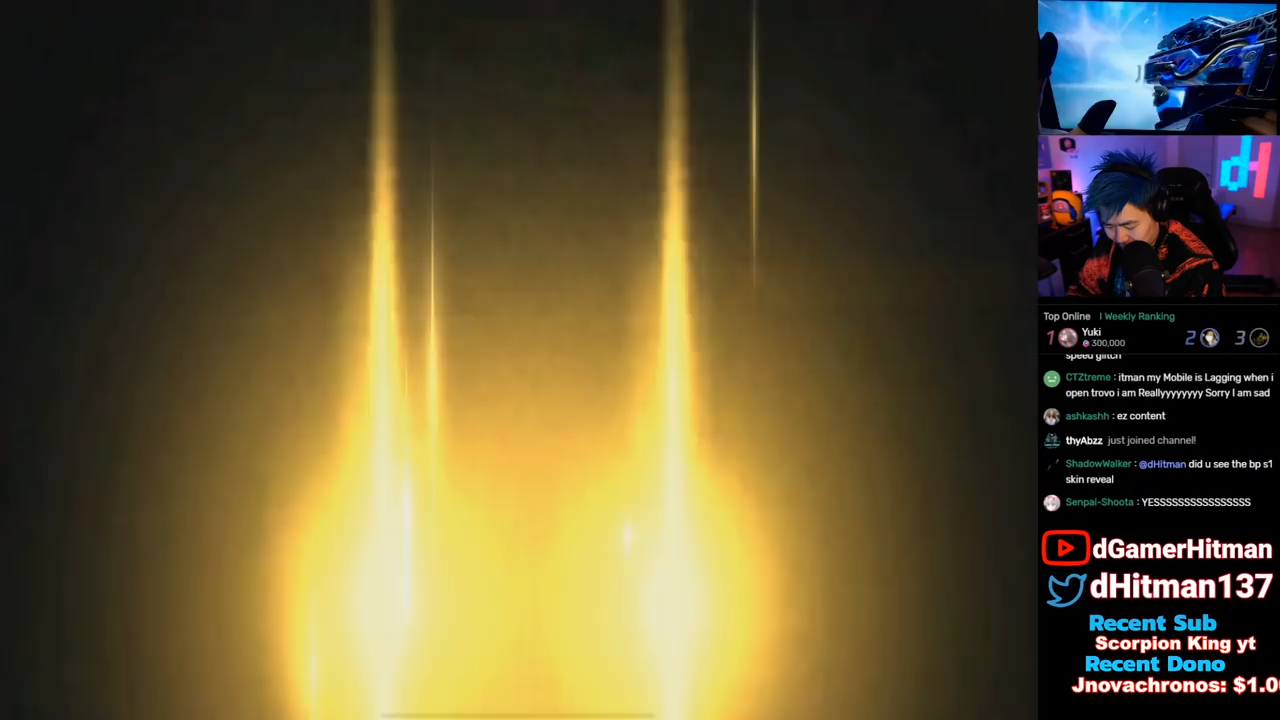 Top Online | Weekly Ranking
1 Yuki 2 3
300,000
speed glitch
CTZtreme : itman my Mobile is Lagging when i
open trovo i am Reallyyyyyyyy Sorry I am sad
ashkashh : ez content
thyAbzz just joined channel!
ShadowWalker : @dHitman did u see the bp s1
skin reveal
Senpai-Shoota : YESSSSSSSSSSSSSSSSS
dGamerHitman
dHitman137
Recent Sub
Scorpion King yt
Recent Dono
Jnovachronos: $1.0
dH